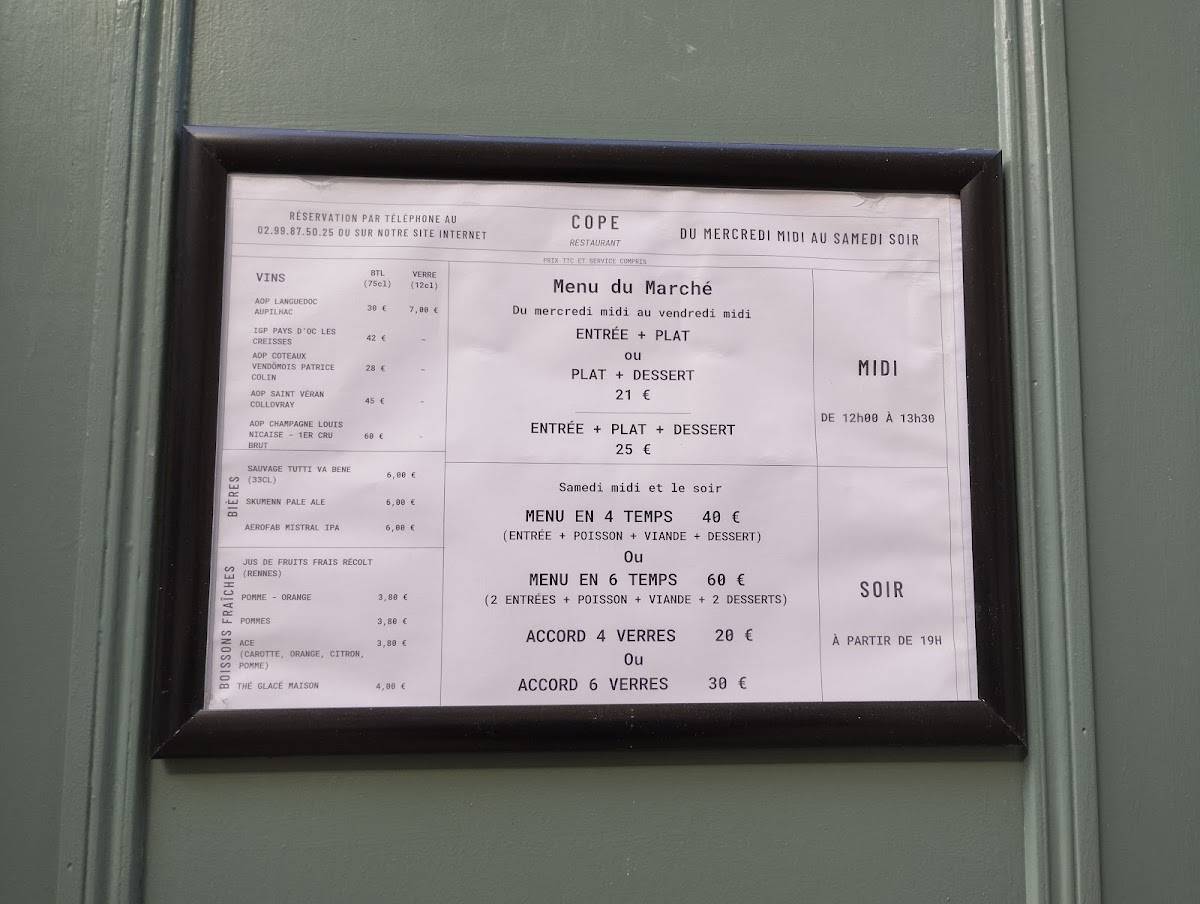 RÉSERVATION PAR TÉLÉPHONE AU
02.99.87.50.25 OU SUR NOTRE SITE INTERNET
COPE
RESTAURANT
DU MERCREDI MIDI AU SAMEDI SOIR
PRIX TTC ET SERVICE COMPRIS
VINS
BTL
(75cl)
VERRE
(12cl)
AOP LANGUEDOC
AUPILHAC
30 € 7,00 €
IGP PAYS D'OC LES
CREISSES
42 € -
AOP COTEAUX
VENDÔMOIS PATRICE
COLIN
28 € -
AOP SAINT VÉRAN
COLLOVRAY
45 € -
AOP CHAMPAGNE LOUIS
NICAISE - 1ER CRU
BRUT
60 € -
BIÈRES
SAUVAGE TUTTI VA BENE
(33CL)
6,00 €
SKUMENN PALE ALE 6,00 €
AEROFAB MISTRAL IPA 6,00 €
BOISSONS FRAÎCHES
JUS DE FRUITS FRAIS RÉCOLT
(RENNES)
POMME - ORANGE 3,80 €
POMMES 3,80 €
ACE 3,80 €
(CAROTTE, ORANGE, CITRON,
POMME)
THÉ GLACÉ MAISON 4,00 €
Menu du Marché
Du mercredi midi au vendredi midi
ENTRÉE + PLAT
ou
PLAT + DESSERT
21 €
ENTRÉE + PLAT + DESSERT
25 €
MIDI
DE 12h00 À 13h30
Samedi midi et le soir
MENU EN 4 TEMPS 40 €
(ENTRÉE + POISSON + VIANDE + DESSERT)
Ou
MENU EN 6 TEMPS 60 €
(2 ENTRÉES + POISSON + VIANDE + 2 DESSERTS)
ACCORD 4 VERRES 20 €
Ou
ACCORD 6 VERRES 30 €
SOIR
À PARTIR DE 19H